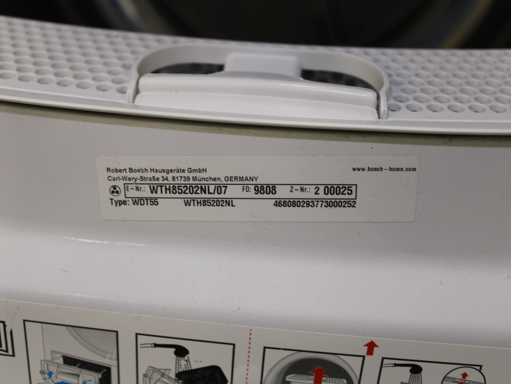 Robert Bosch Hausgeräte GmbH
Carl-Wery-Straße 34, 81739 München, GERMANY
www.bosch-home.com
E-Nr.: WTH85202NL/07 FD: 9808 Z-Nr.: 2 00025
Type: WDT55 WTH85202NL 468080293773000252